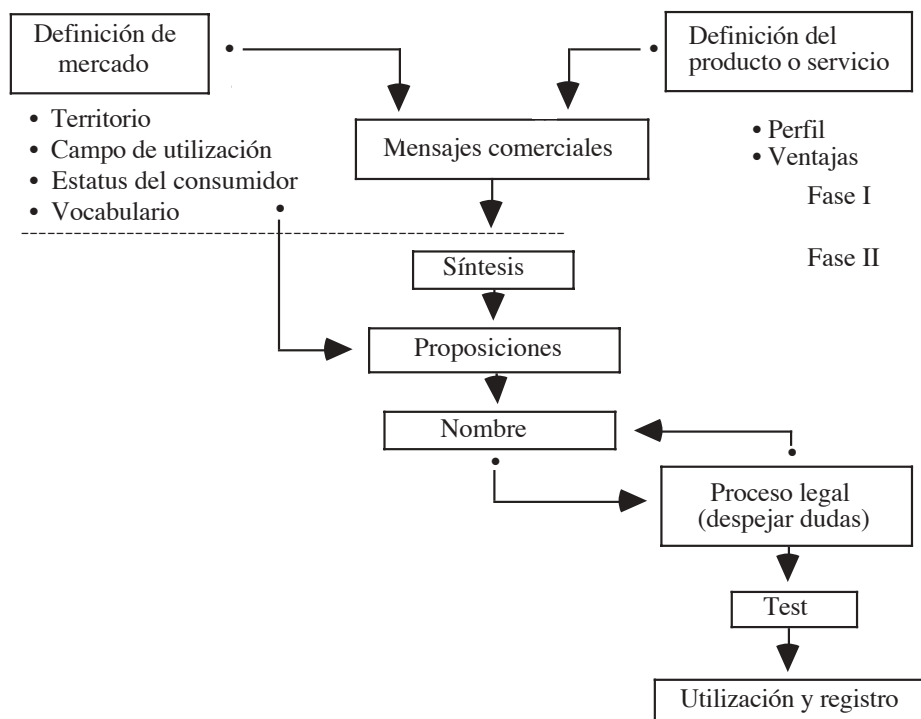 Definición de
mercado
Definición del
producto o servicio
• Territorio
• Campo de utilización
• Estatus del consumidor
• Vocabulario
Mensajes comerciales
• Perfil
• Ventajas
Fase I
Fase II
Síntesis
Proposiciones
Nombre
Proceso legal
(despejar dudas)
Test
Utilización y registro